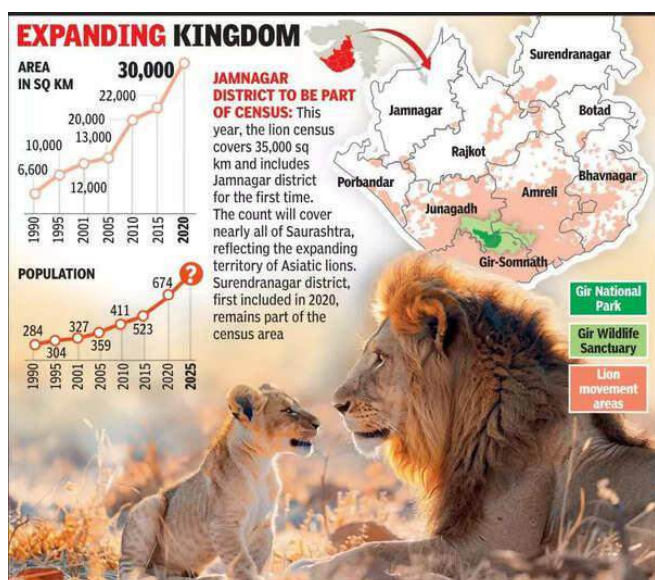 EXPANDING KINGDOM
AREA
IN SQ KM
6,600
10,000
12,000
13,000
20,000
22,000
30,000
1990
1995
2001
2005
2010
2015
2020
POPULATION
284
304
327
359
411
523
674
?
1990
1995
2001
2005
2010
2015
2020
2025
JAMNAGAR
DISTRICT TO BE PART
OF CENSUS: This
year, the lion census
covers 35,000 sq
km and includes
Jamnagar district
for the first time.
The count will cover
nearly all of Saurashtra,
reflecting the expanding
territory of Asiatic lions.
Surendranagar district,
first included in 2020,
remains part of the
census area
Surendranagar
Jamnagar
Botad
Rajkot
Bhavnagar
Porbandar
Amreli
Junagadh
Gir-Somnath
Gir National
Park
Gir Wildlife
Sanctuary
Lion
movement
areas